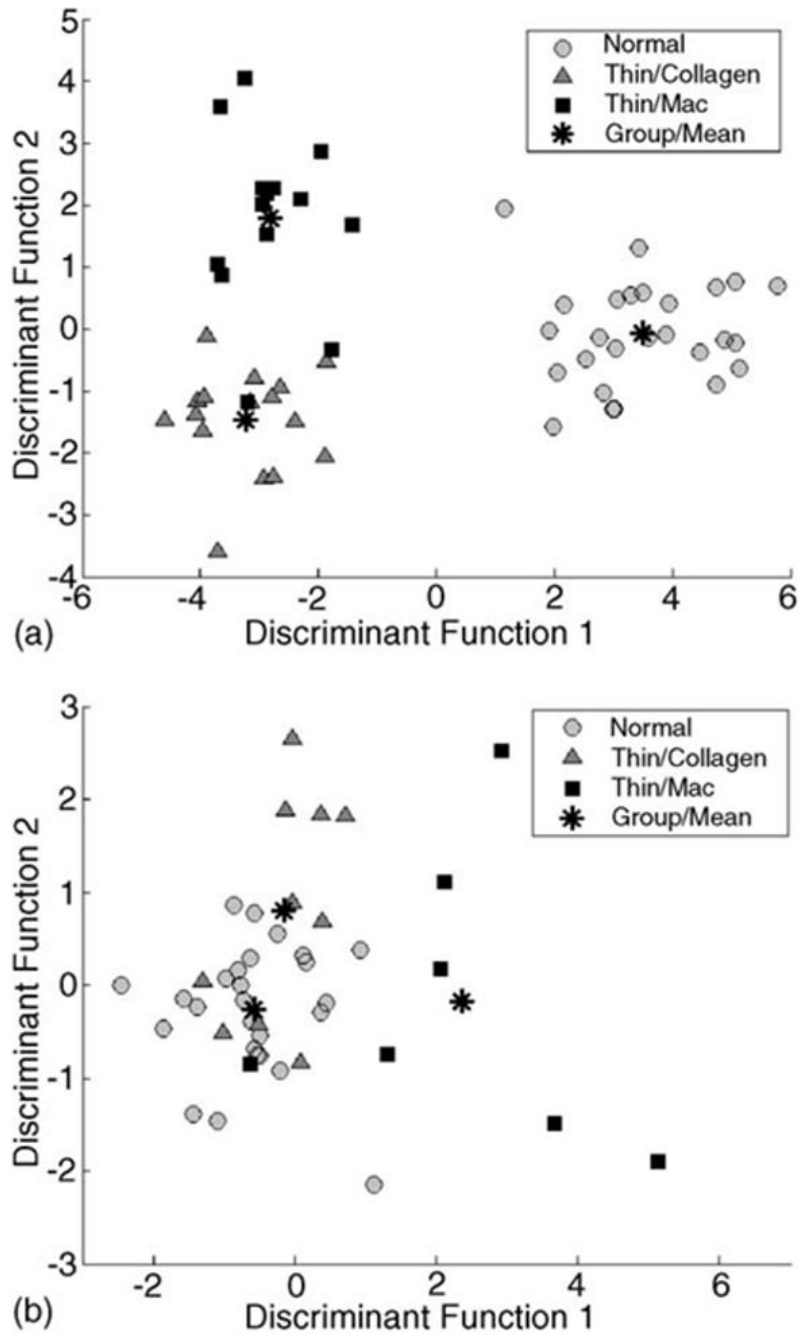 5
4
3
2
1
0
-1
-2
-3
-4
Discriminant Function 2
Normal
Thin/Collagen
Thin/Mac
Group/Mean
-6
-4
-2
0
2
4
6
(a)
Discriminant Function 1
3
2
1
0
-1
-2
-3
Discriminant Function 2
Normal
Thin/Collagen
Thin/Mac
Group/Mean
-2
0
2
4
6
(b)
Discriminant Function 1